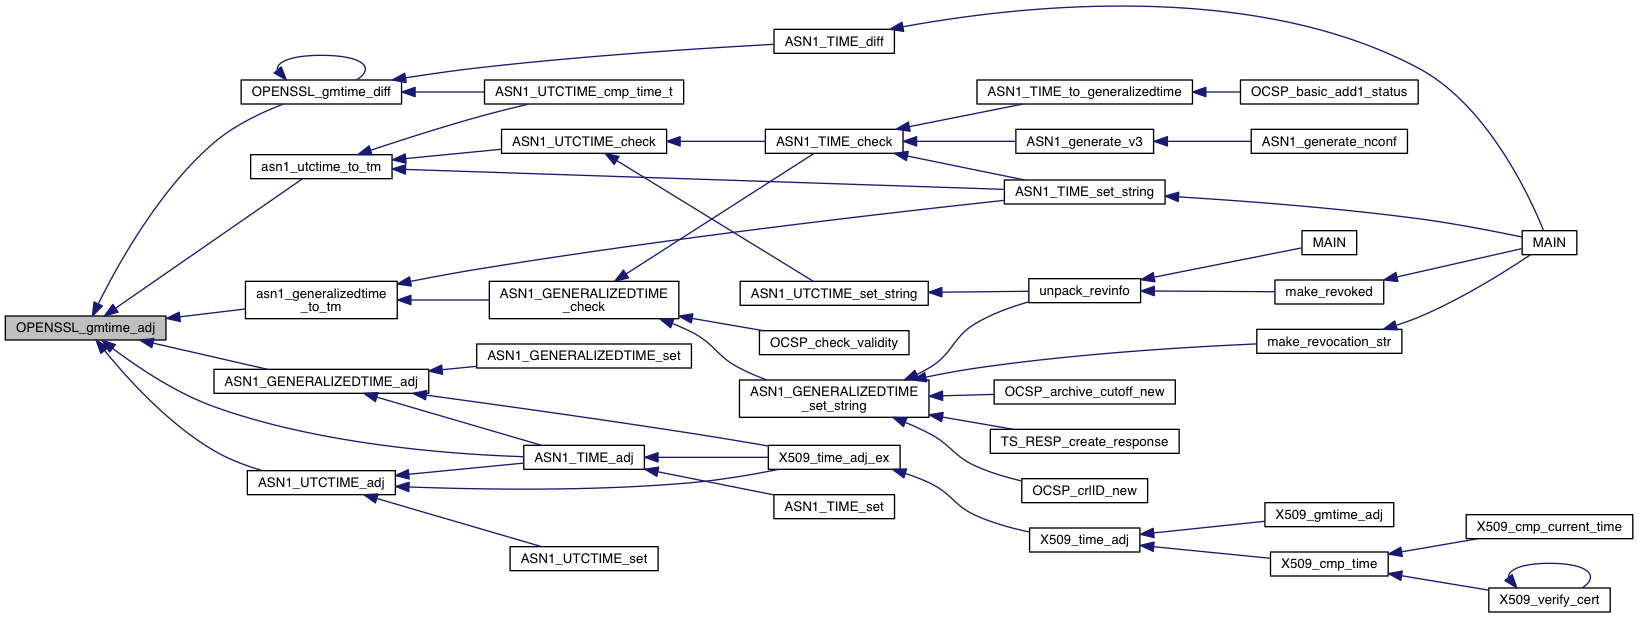 ASN1_TIME_diff
OPENSSL_gmtime_diff
ASN1_UTCTIME_cmp_time_t
ASN1_TIME_to_generalizedtime
OCSP_basic_add1_status
ASN1_UTCTIME_check
ASN1_TIME_check
ASN1_generate_v3
ASN1_generate_nconf
asn1_utctime_to_tm
ASN1_TIME_set_string
MAIN
MAIN
asn1_generalizedtime
_to_tm
ASN1_GENERALIZEDTIME
_check
ASN1_UTCTIME_set_string
unpack_revinfo
make_revoked
OPENSSL_gmtime_adj
OCSP_check_validity
make_revocation_str
ASN1_GENERALIZEDTIME_set
ASN1_GENERALIZEDTIME_adj
ASN1_GENERALIZEDTIME
_set_string
OCSP_archive_cutoff_new
TS_RESP_create_response
ASN1_TIME_adj
X509_time_adj_ex
ASN1_UTCTIME_adj
OCSP_crlID_new
ASN1_TIME_set
X509_gmtime_adj
X509_cmp_current_time
X509_time_adj
ASN1_UTCTIME_set
X509_cmp_time
X509_verify_cert